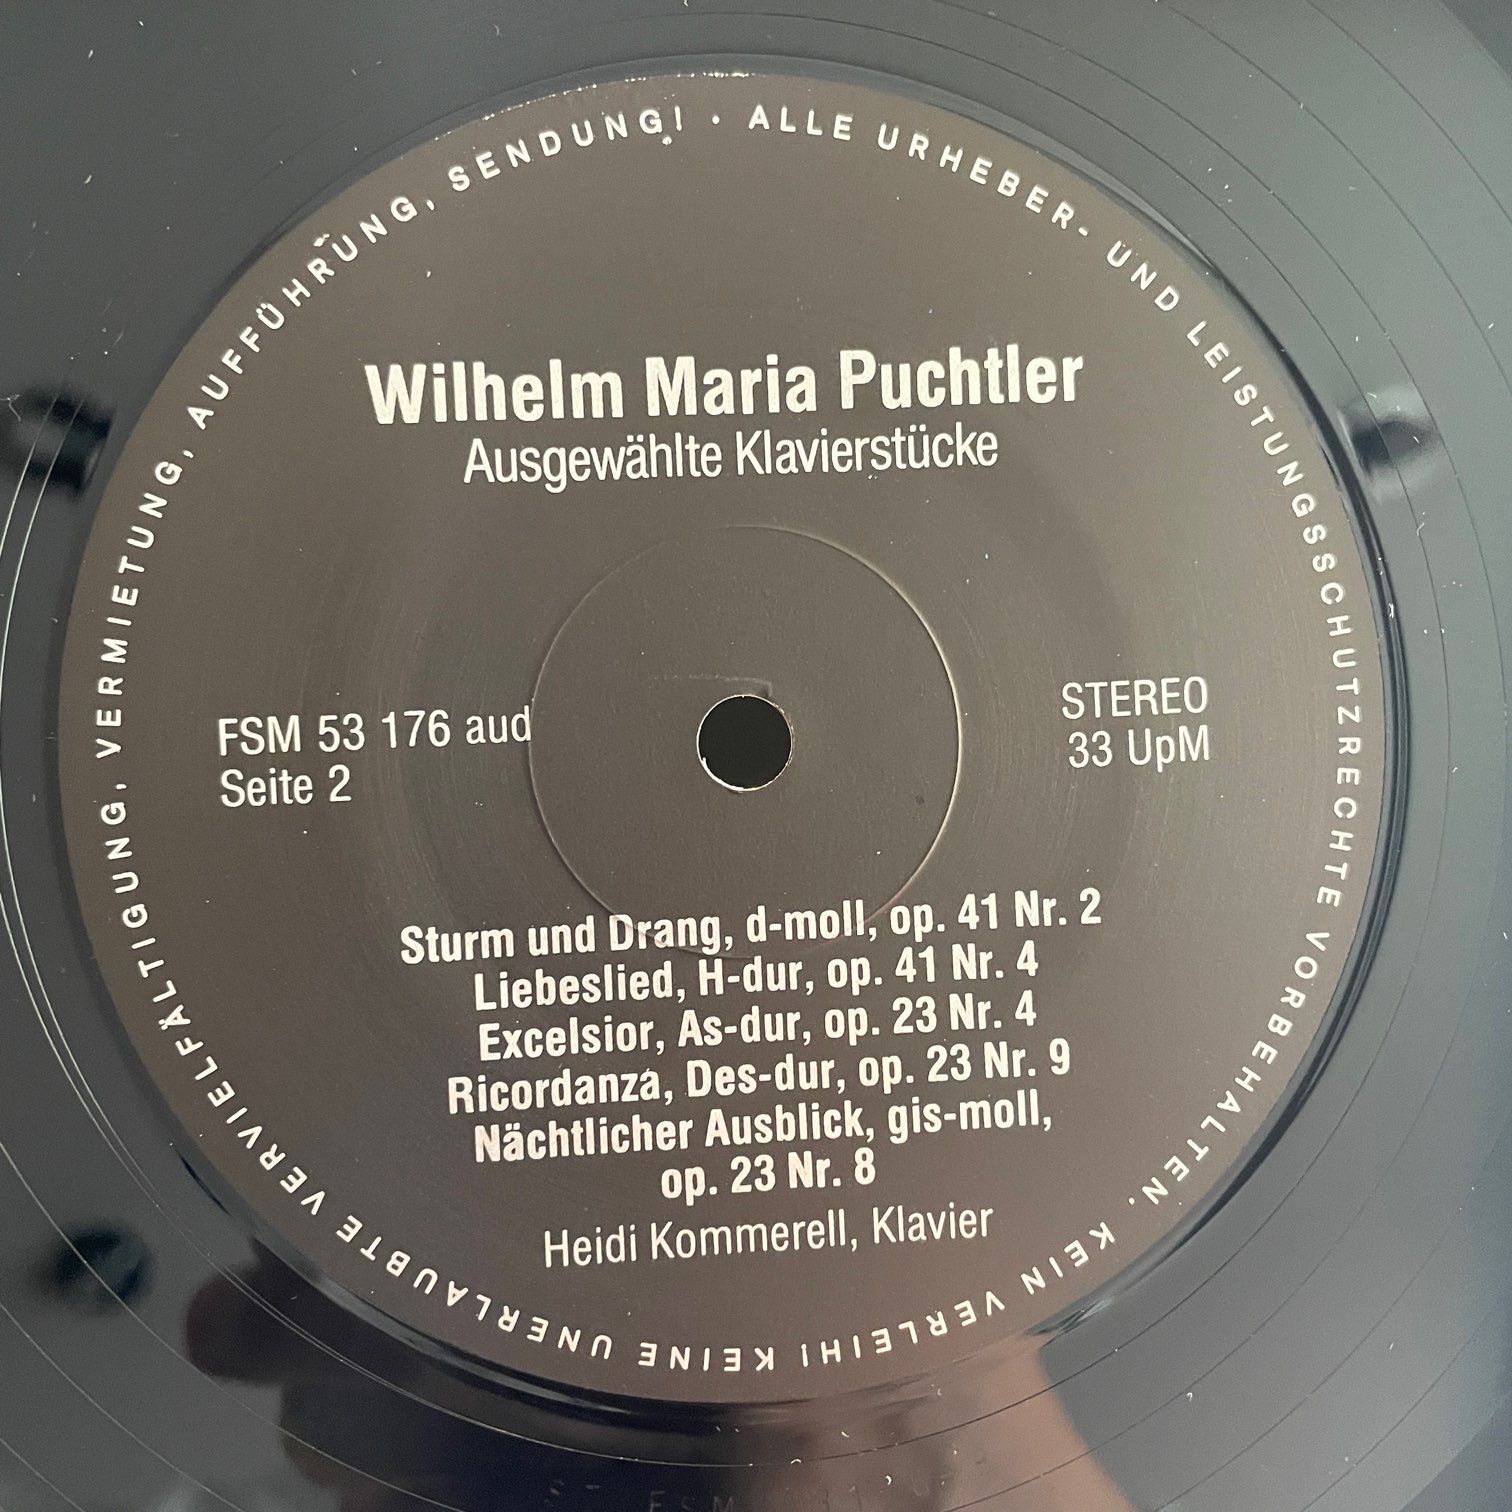 ALLE URHEBER- UND LEISTUNGSSCHUTZRECHTE VORBEHALTEN. KEIN VERLEIH! KEINE UNERLAUBTE VERVIELFÄLTIGUNG, VERMIETUNG, AUFFÜHRUNG, SENDUNG! •
Wilhelm Maria Puchtler
Ausgewählte Klavierstücke
FSM 53 176 aud
Seite 2
STEREO
33 UpM
Sturm und Drang, d-moll, op. 41 Nr. 2
Liebeslied, H-dur, op. 41 Nr. 4
Excelsior, As-dur, op. 23 Nr. 4
Ricordanza, Des-dur, op. 23 Nr. 9
Nächtlicher Ausblick, gis-moll,
op. 23 Nr. 8
Heidi Kommerell, Klavier
FSM